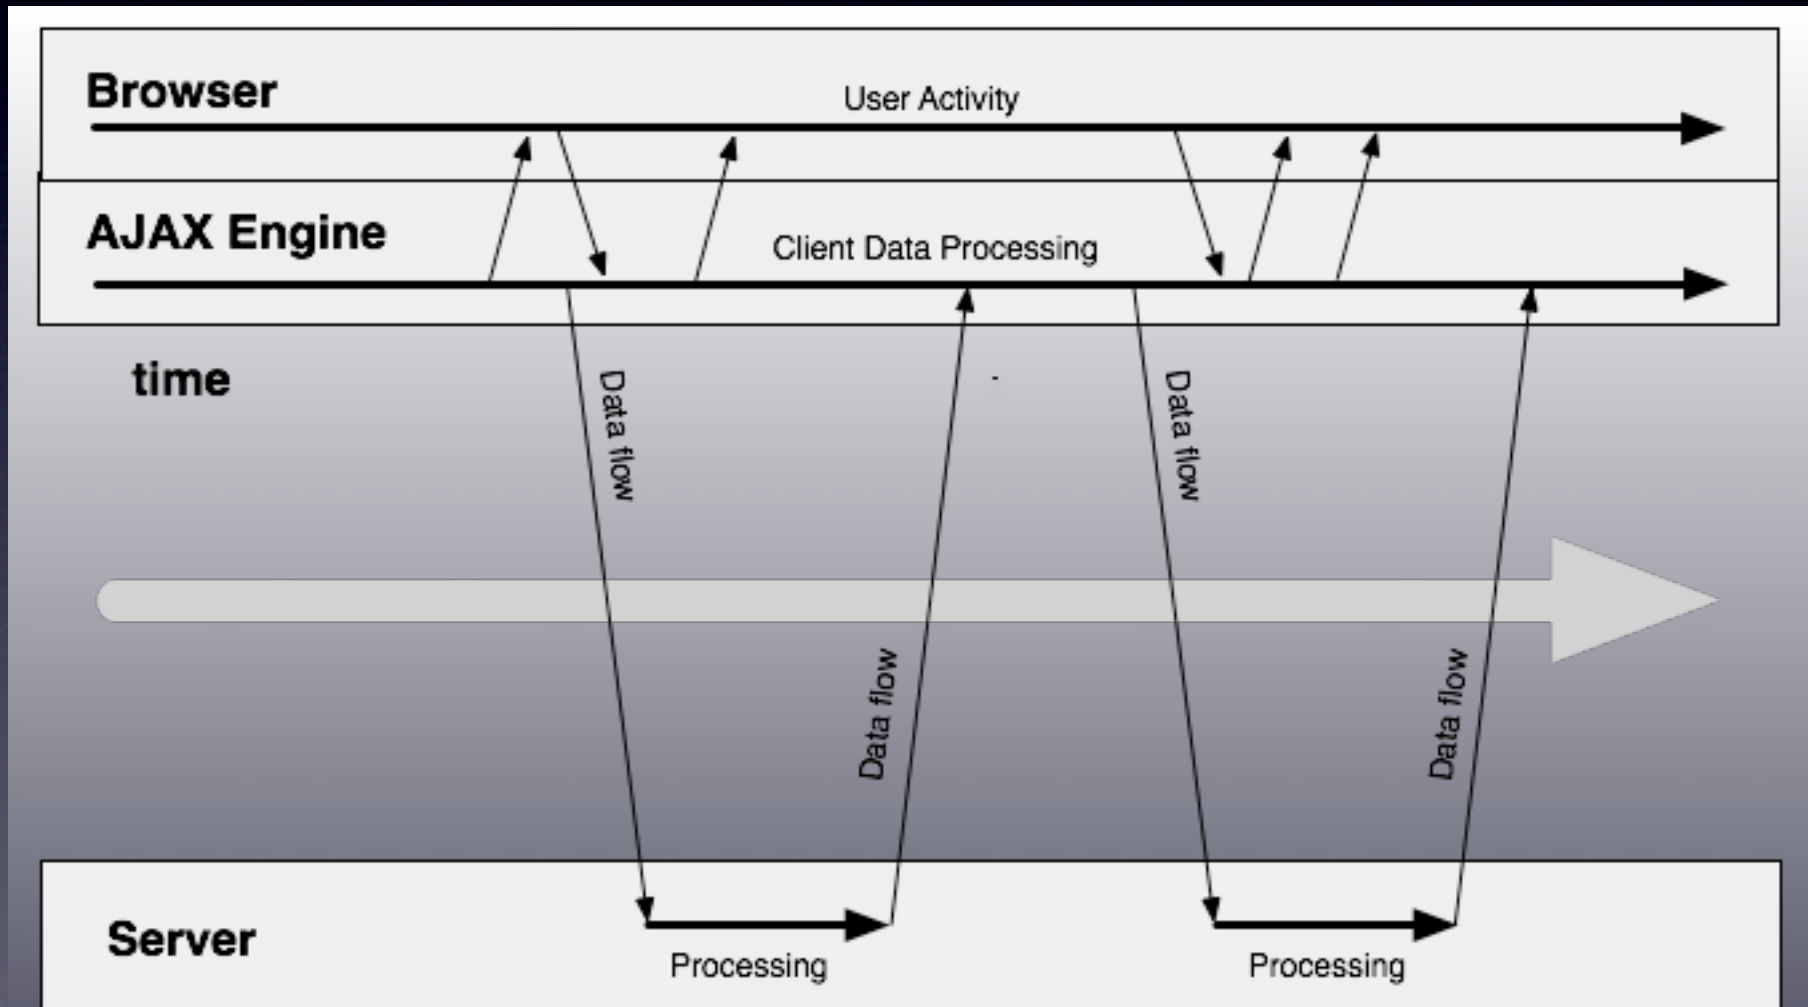 Browser
User Activity
AJAX Engine
Client Data Processing
time
Data flow
Data flow
Data flow
Data flow
Server
Processing
Processing